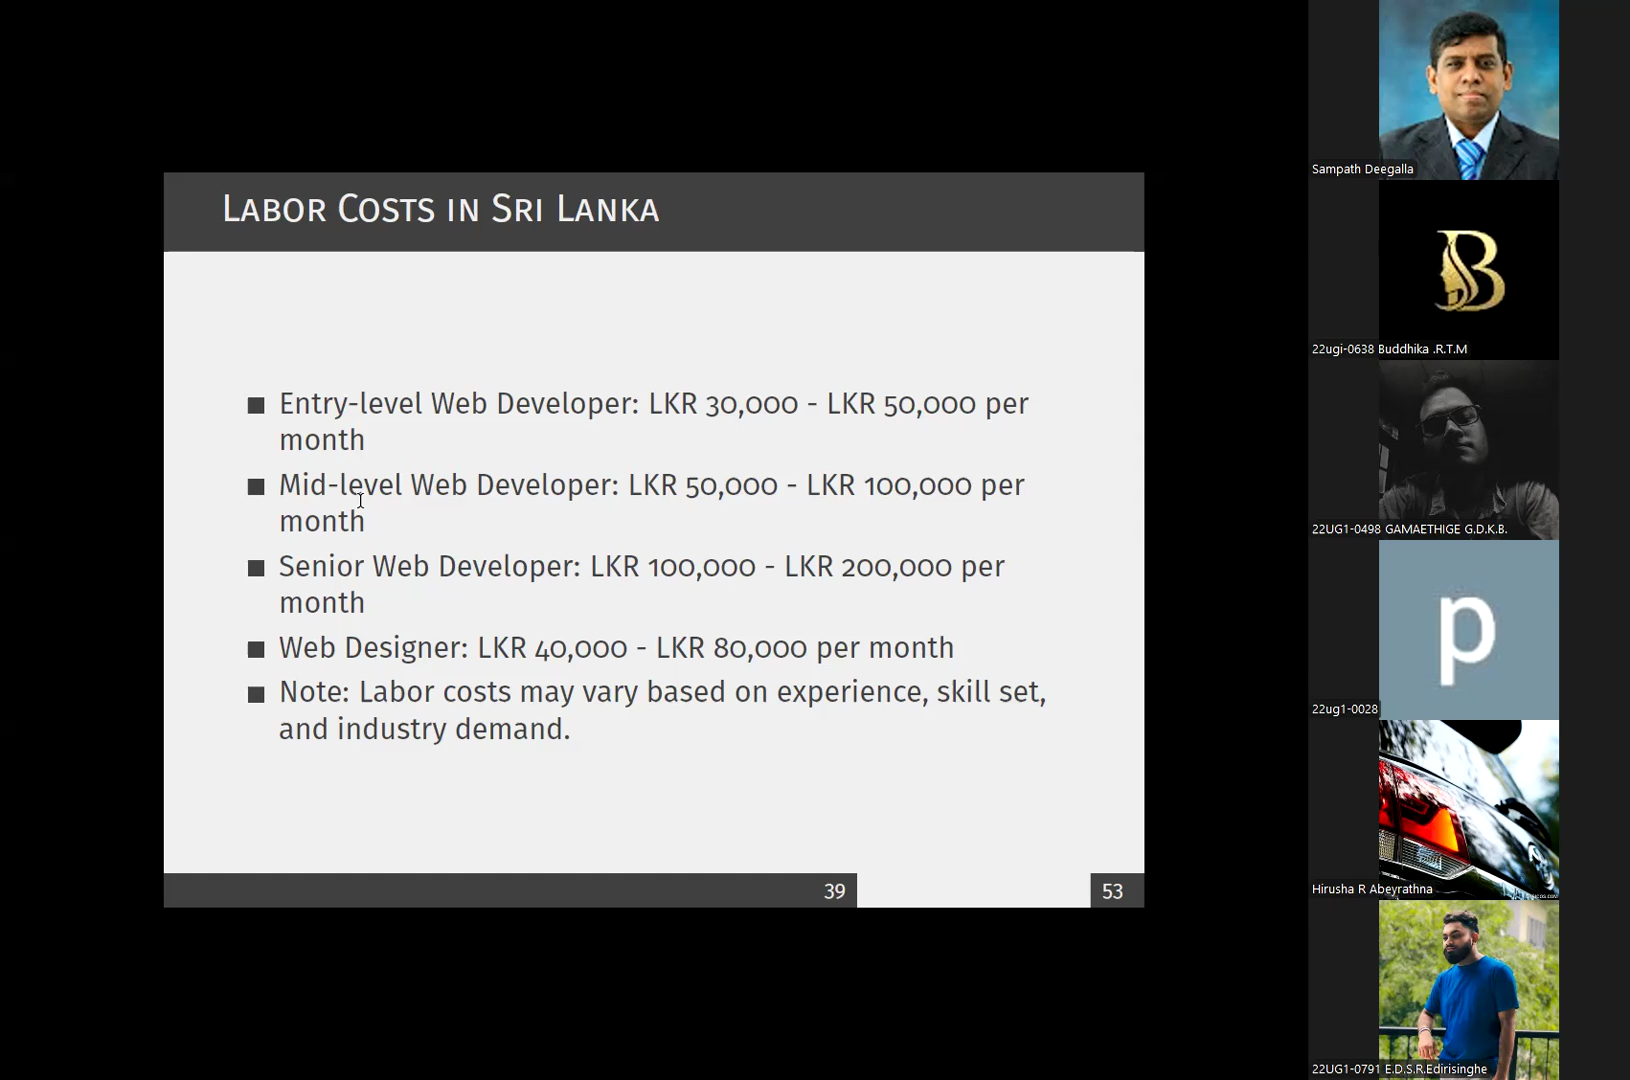 LABOR COSTS IN SRI LANKA
■ Entry-level Web Developer: LKR 30,000 - LKR 50,000 per
month
■ Mid-level Web Developer: LKR 50,000 - LKR 100,000 per
month
■ Senior Web Developer: LKR 100,000 - LKR 200,000 per
month
■ Web Designer: LKR 40,000 - LKR 80,000 per month
■ Note: Labor costs may vary based on experience, skill set,
and industry demand.
39
53
Sampath Deegalla
B
22ugi-0638 Buddhika .R.T.M
22UG1-0498 GAMAETHIGE G.D.K.B.
p
22ug1-0028
Hirusha R Abeyrathna
22UG1-0791 E.D.S.R.Edirisinghe